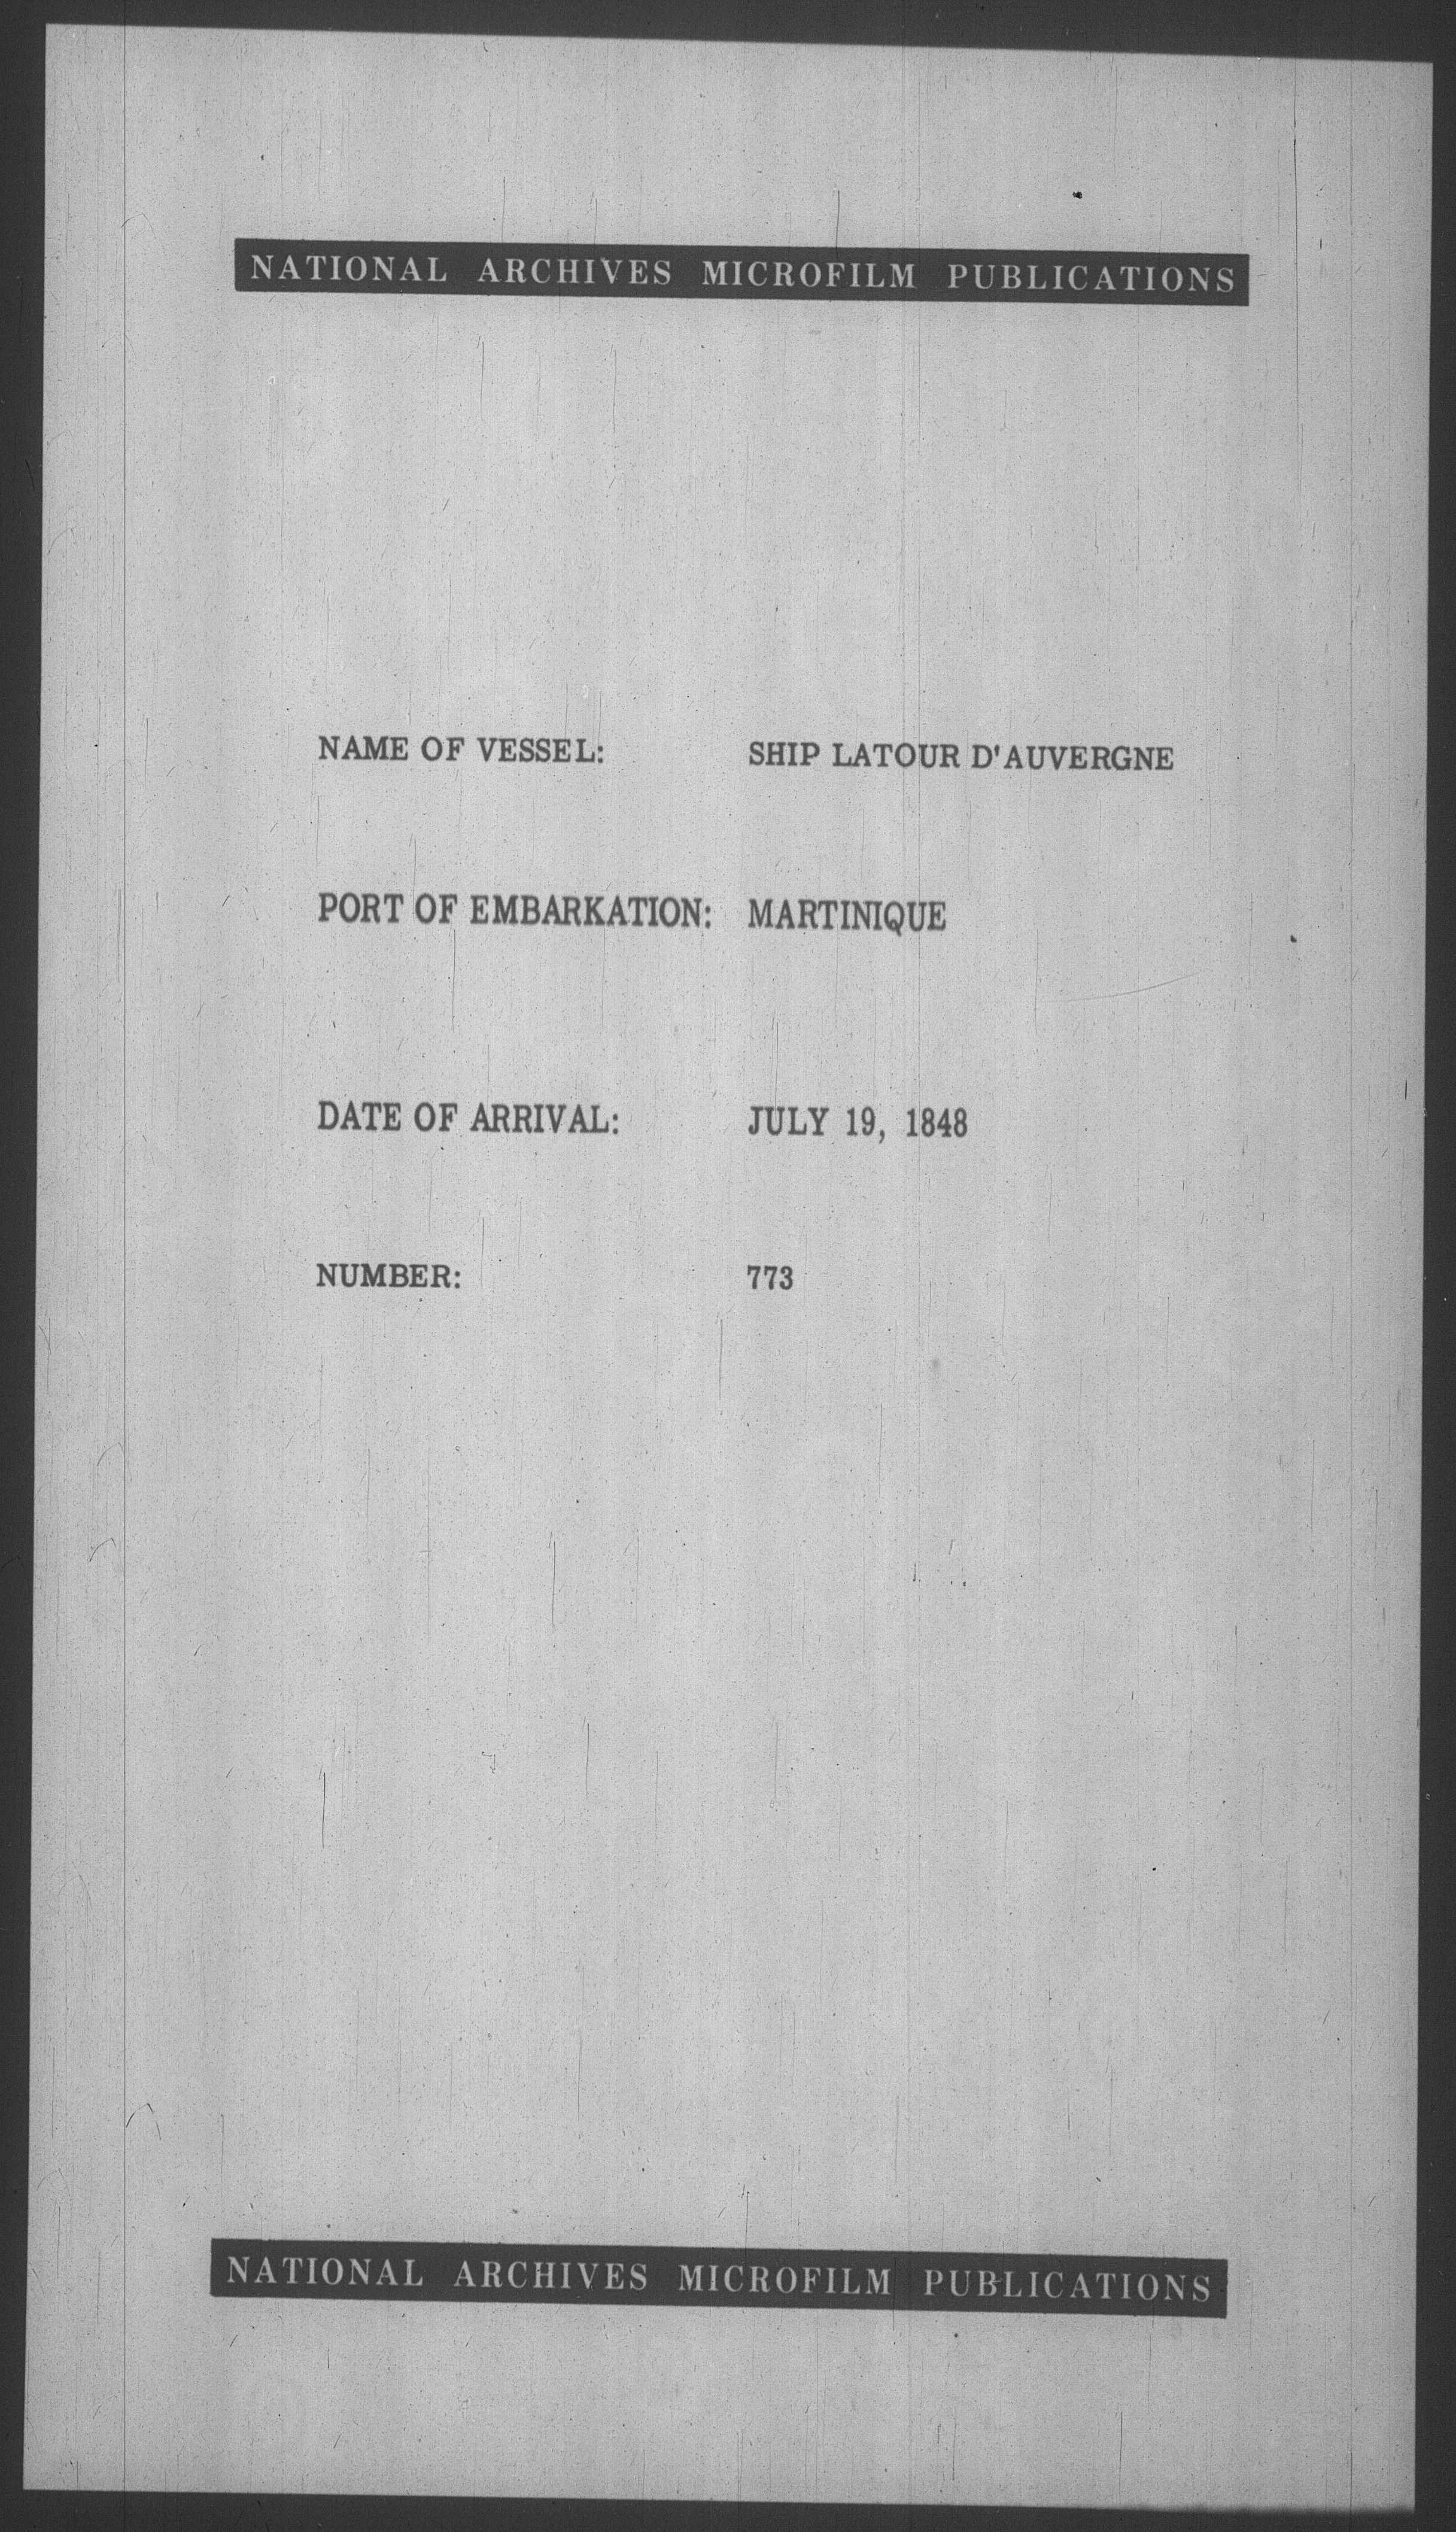 NATIONAL ARCHIVES MICROFILM PUBLICATIONS
NAME OF VESSEL: SHIP LATOUR D'AUVERGNE
PORT OF EMBARKATION: MARTINIQUE
DATE OF ARRIVAL: JULY 19, 1848
NUMBER: 773
NATIONAL ARCHIVES MICROFILM PUBLICATIONS